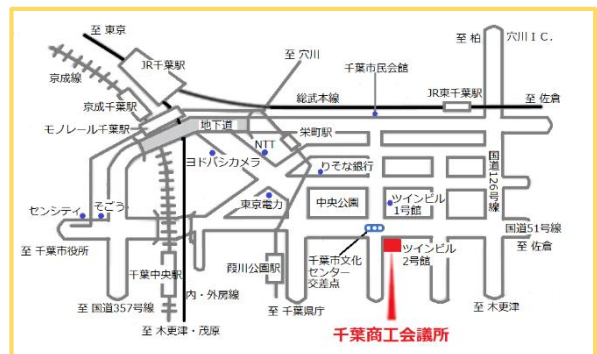 至 東京
JR千葉駅
京成線
京成千葉駅
モノレール千葉駅
至 穴川
総武本線
千葉市民会館
JR東千葉駅
至 柏
穴川ＩＣ.
至 佐倉
地下道
NTT
栄町駅
ヨドバシカメラ
りそな銀行
国道126号線
東京電力
中央公園
ツインビル
1号館
センシティ
そごう
至 千葉市役所
千葉中央駅
葭川公園駅
千葉市文化
センター
交差点
ツインビル
2号館
国道51号線
至 佐倉
内・外房線
至 国道357号線
至 千葉県庁
至 木更津
至 木更津・茂原
千葉商工会議所